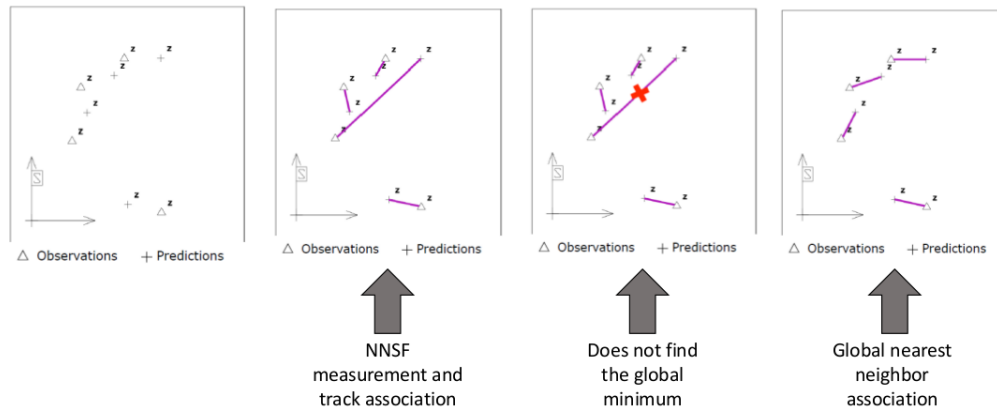 z
z
z
z
z
z
z
z
Z
△ Observations + Predictions
z
z
z
z
z
z
z
z
Z
△ Observations + Predictions
z
z
z
z
z
z
z
z
Z
△ Observations + Predictions
z
z
z
z
z
z
z
z
Z
△ Observations + Predictions
NNSF
measurement and
track association
Does not find
the global
minimum
Global nearest
neighbor
association